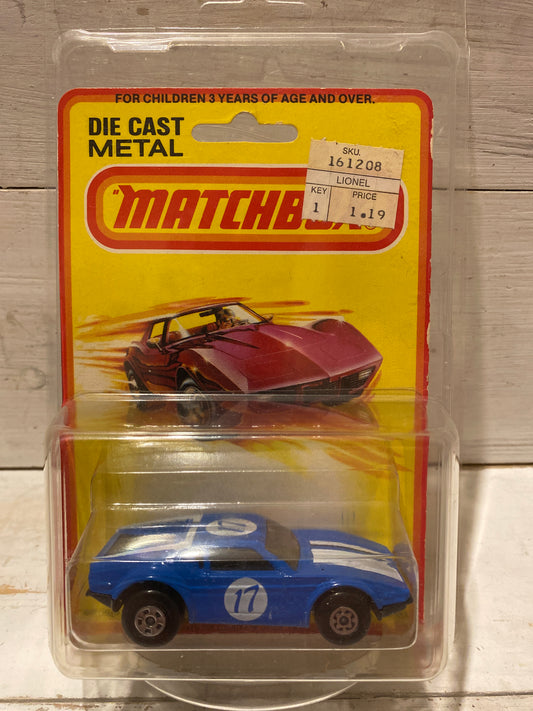 FOR CHILDREN 3 YEARS OF AGE AND OVER.
DIE CAST
METAL
SKU.
161208
LIONEL
KEY PRICE
1 1.19
"MATCHBOX®
17